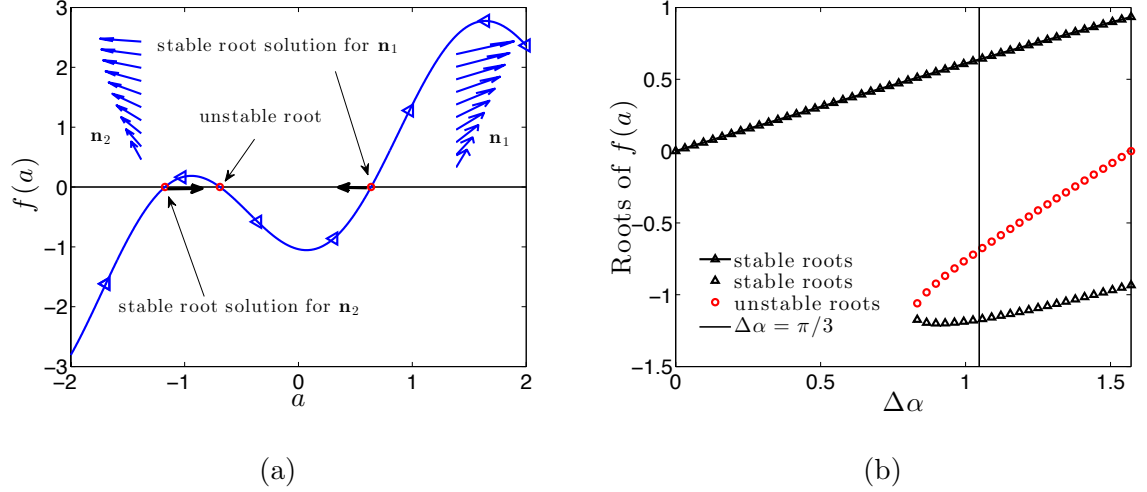 3
2
1
0
−1
−2
−3
f(a)
−2
−1
0
1
2
a
stable root solution for n₁
unstable root
n₂
n₁
stable root solution for n₂
(a)
1
0.5
0
−0.5
−1
−1.5
Roots of f(a)
0
0.5
1
1.5
Δα
stable roots
stable roots
unstable roots
Δα = π/3
(b)